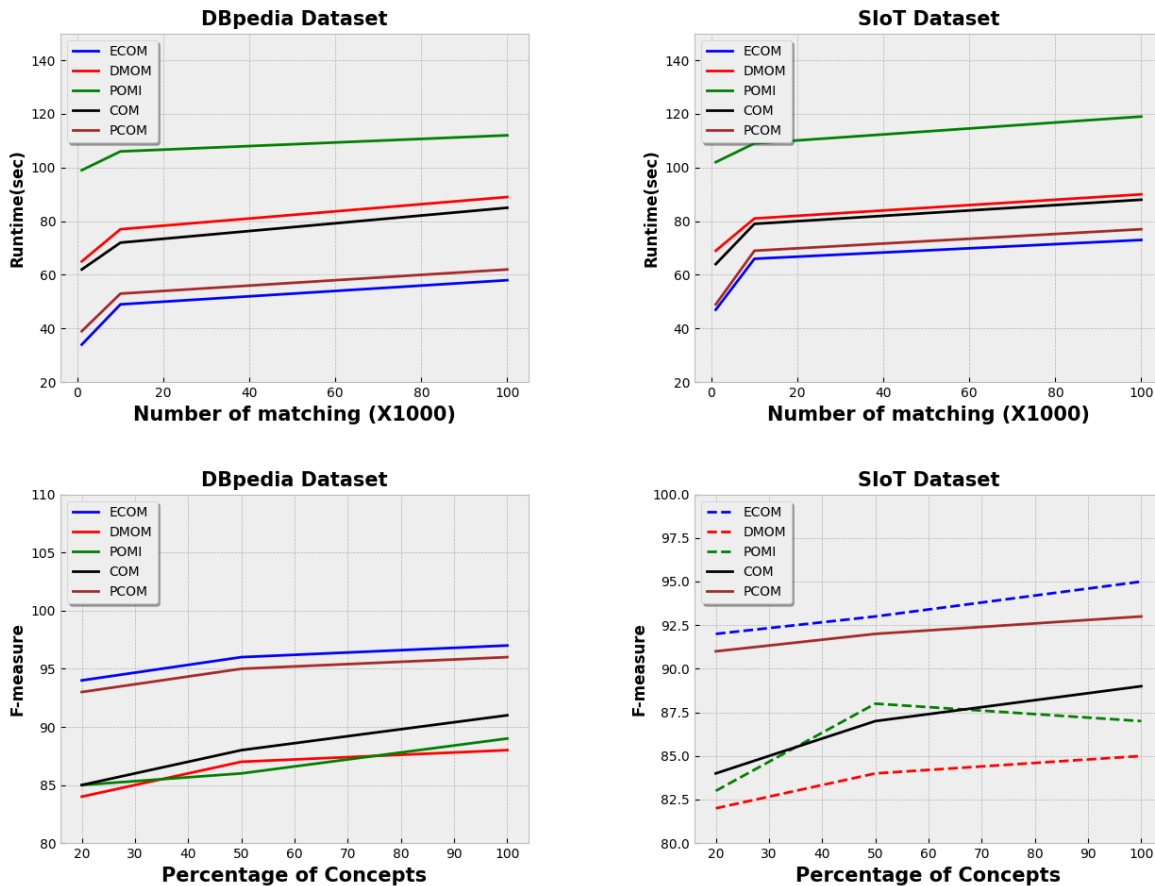 DBpedia Dataset
140
120
100
80
60
40
20
Runtime(sec)
ECOM
DMOM
POMI
COM
PCOM
0 20 40 60 80 100
Number of matching (X1000)
SIoT Dataset
140
120
100
80
60
40
20
Runtime(sec)
ECOM
DMOM
POMI
COM
PCOM
0 20 40 60 80 100
Number of matching (X1000)
DBpedia Dataset
110
105
100
95
90
85
80
F-measure
ECOM
DMOM
POMI
COM
PCOM
20 30 40 50 60 70 80 90 100
Percentage of Concepts
SIoT Dataset
100.0
97.5
95.0
92.5
90.0
87.5
85.0
82.5
80.0
F-measure
ECOM
DMOM
POMI
COM
PCOM
20 30 40 50 60 70 80 90 100
Percentage of Concepts